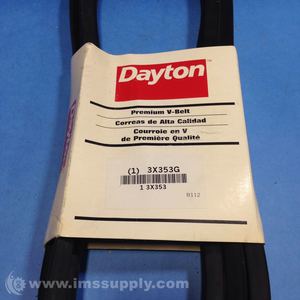 Dayton
Premium V-Belt
Correas de Alta Calidad
Courroie en V
de Première Qualité
(1) 3X353G
1 3X353
B112
www.imssupply.com